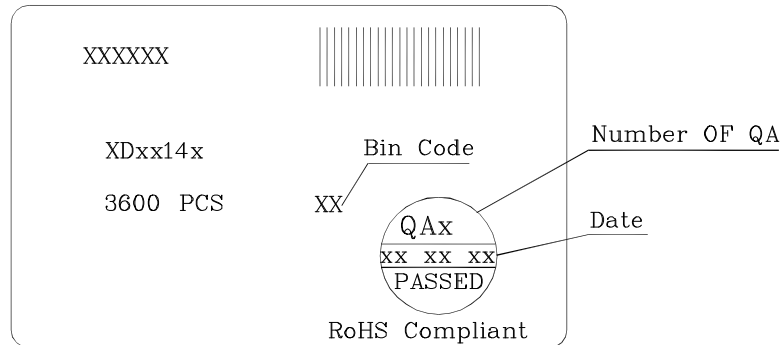 XXXXXX
Number OF QA
XDxx14x
Bin Code
3600 PCS
XX
QAx
Date
xx xx xx
PASSED
RoHS Compliant